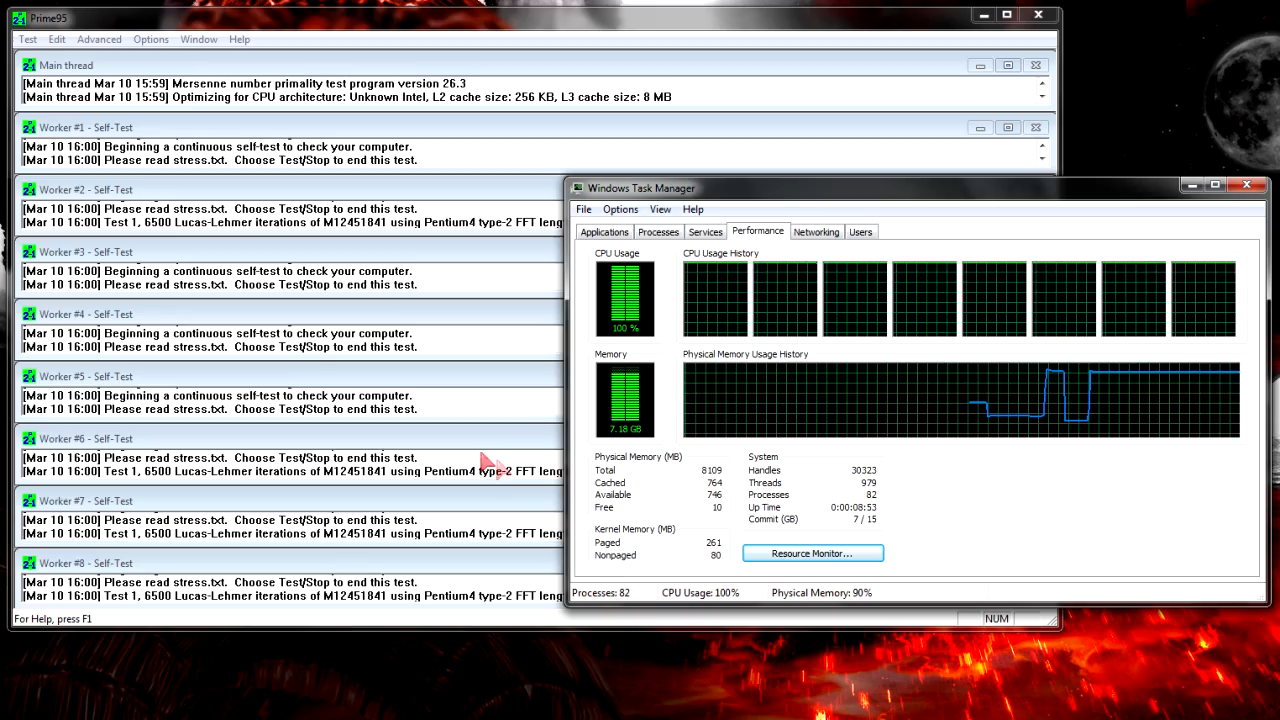 Prime95
Test Edit Advanced Options Window Help
Main thread
[Main thread Mar 10 15:59] Mersenne number primality test program version 26.3
[Main thread Mar 10 15:59] Optimizing for CPU architecture: Unknown Intel, L2 cache size: 256 KB, L3 cache size: 8 MB
Worker #1 - Self-Test
[Mar 10 16:00] Beginning a continuous self-test to check your computer.
[Mar 10 16:00] Please read stress.txt.  Choose Test/Stop to end this test.
Worker #2 - Self-Test
[Mar 10 16:00] Please read stress.txt.  Choose Test/Stop to end this test.
[Mar 10 16:00] Test 1, 6500 Lucas-Lehmer iterations of M12451841 using Pentium4 type-2 FFT leng
Worker #3 - Self-Test
[Mar 10 16:00] Beginning a continuous self-test to check your computer.
[Mar 10 16:00] Please read stress.txt.  Choose Test/Stop to end this test.
Worker #4 - Self-Test
[Mar 10 16:00] Beginning a continuous self-test to check your computer.
[Mar 10 16:00] Please read stress.txt.  Choose Test/Stop to end this test.
Worker #5 - Self-Test
[Mar 10 16:00] Beginning a continuous self-test to check your computer.
[Mar 10 16:00] Please read stress.txt.  Choose Test/Stop to end this test.
Worker #6 - Self-Test
[Mar 10 16:00] Please read stress.txt.  Choose Test/Stop to end this test.
[Mar 10 16:00] Test 1, 6500 Lucas-Lehmer iterations of M12451841 using Pentium4 type-2 FFT leng
Worker #7 - Self-Test
[Mar 10 16:00] Please read stress.txt.  Choose Test/Stop to end this test.
[Mar 10 16:00] Test 1, 6500 Lucas-Lehmer iterations of M12451841 using Pentium4 type-2 FFT leng
Worker #8 - Self-Test
[Mar 10 16:00] Please read stress.txt.  Choose Test/Stop to end this test.
[Mar 10 16:00] Test 1, 6500 Lucas-Lehmer iterations of M12451841 using Pentium4 type-2 FFT leng
For Help, press F1
NUM
Windows Task Manager
File Options View Help
Applications Processes Services Performance Networking Users
CPU Usage CPU Usage History
100 %
Memory Physical Memory Usage History
7.18 GB
Physical Memory (MB)
Total 8109
Cached 764
Available 746
Free 10
Kernel Memory (MB)
Paged 261
Nonpaged 80
System
Handles 30323
Threads 979
Processes 82
Up Time 0:00:08:53
Commit (GB) 7 / 15
Resource Monitor...
Processes: 82 CPU Usage: 100% Physical Memory: 90%